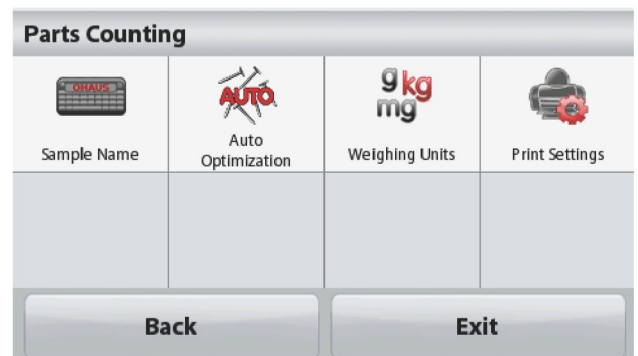 Parts Counting
OHAUS
Sample Name
AUTO
Auto
Optimization
g kg
mg
Weighing Units
Print Settings
Back
Exit